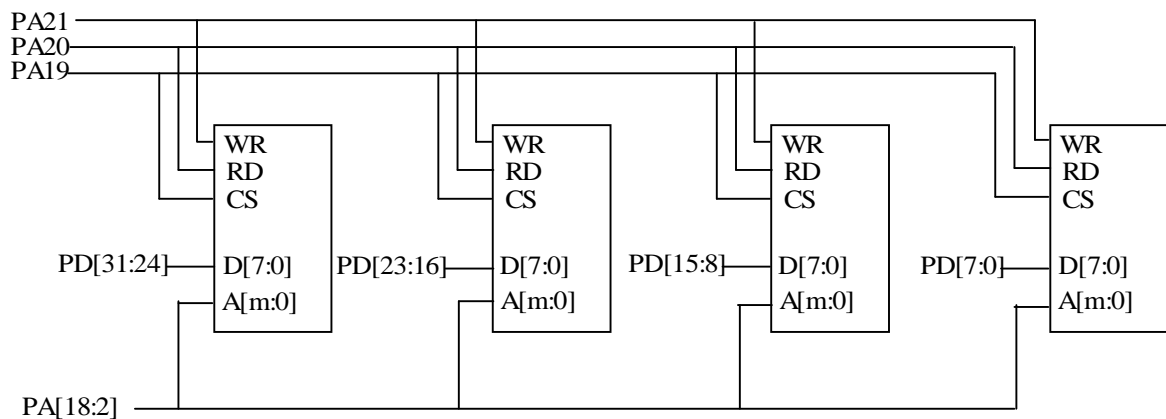 PA21
PA20
PA19
WR WR WR WR
RD RD RD RD
CS CS CS CS
PD[31:24] D[7:0] PD[23:16] D[7:0] PD[15:8] D[7:0] PD[7:0] D[7:0]
A[m:0] A[m:0] A[m:0] A[m:0]
PA[18:2]